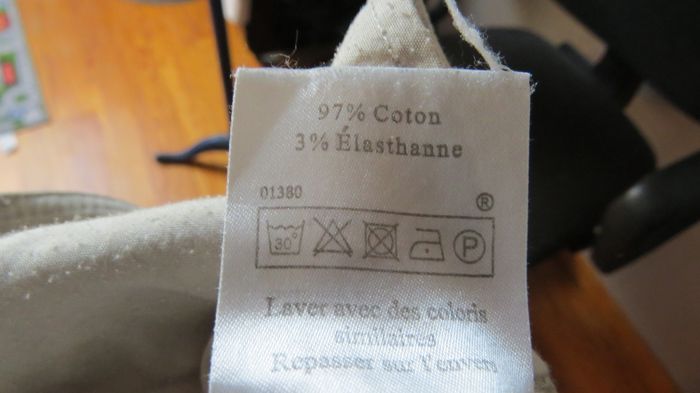 97% Coton
3% Élasthanne
01380
®
30° P
Laver avec des coloris
similaires
Repasser sur l'envers